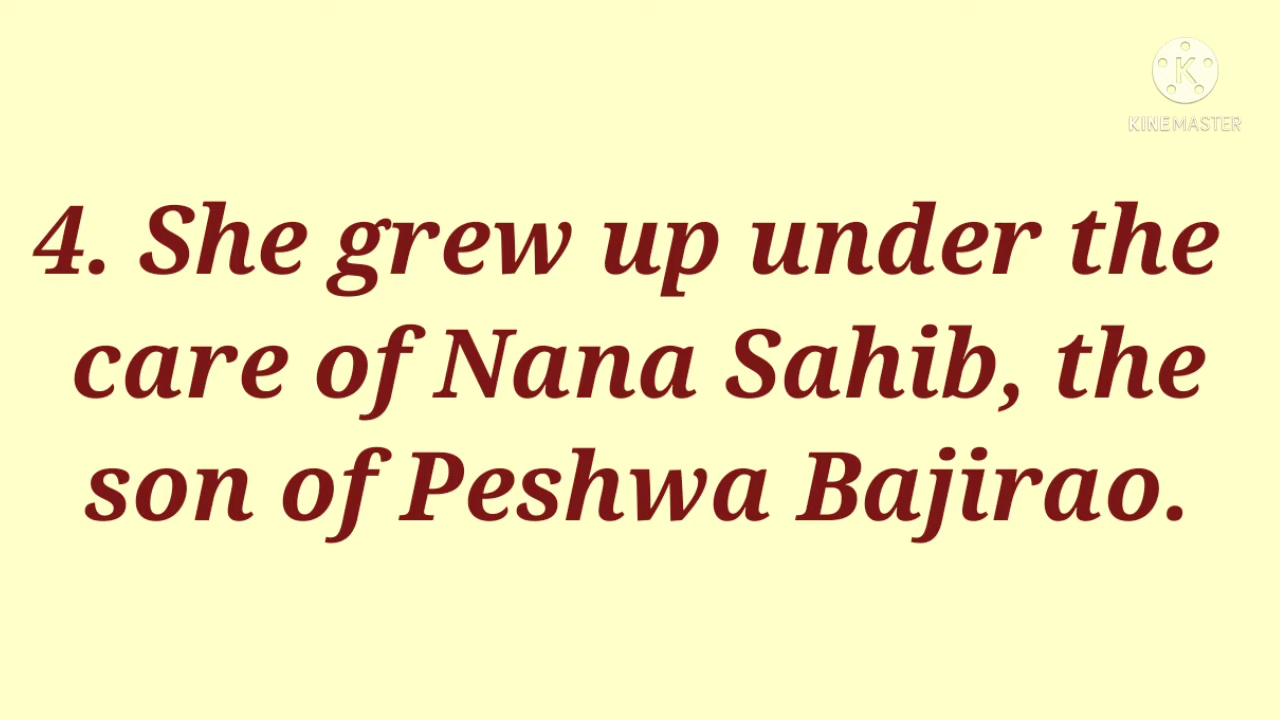 KINEMASTER
4. She grew up under the
care of Nana Sahib, the
son of Peshwa Bajirao.